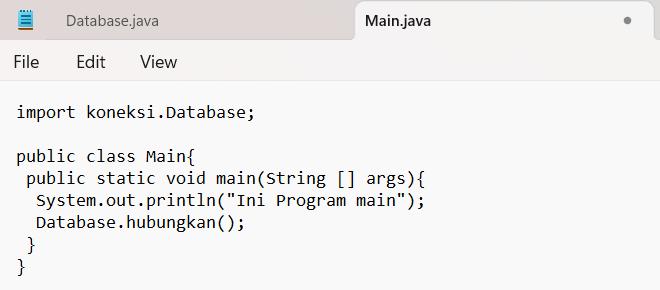 Database.java
Main.java
File Edit View
import koneksi.Database;
public class Main{
public static void main(String [] args){
System.out.println("Ini Program main");
Database.hubungkan();
}
}